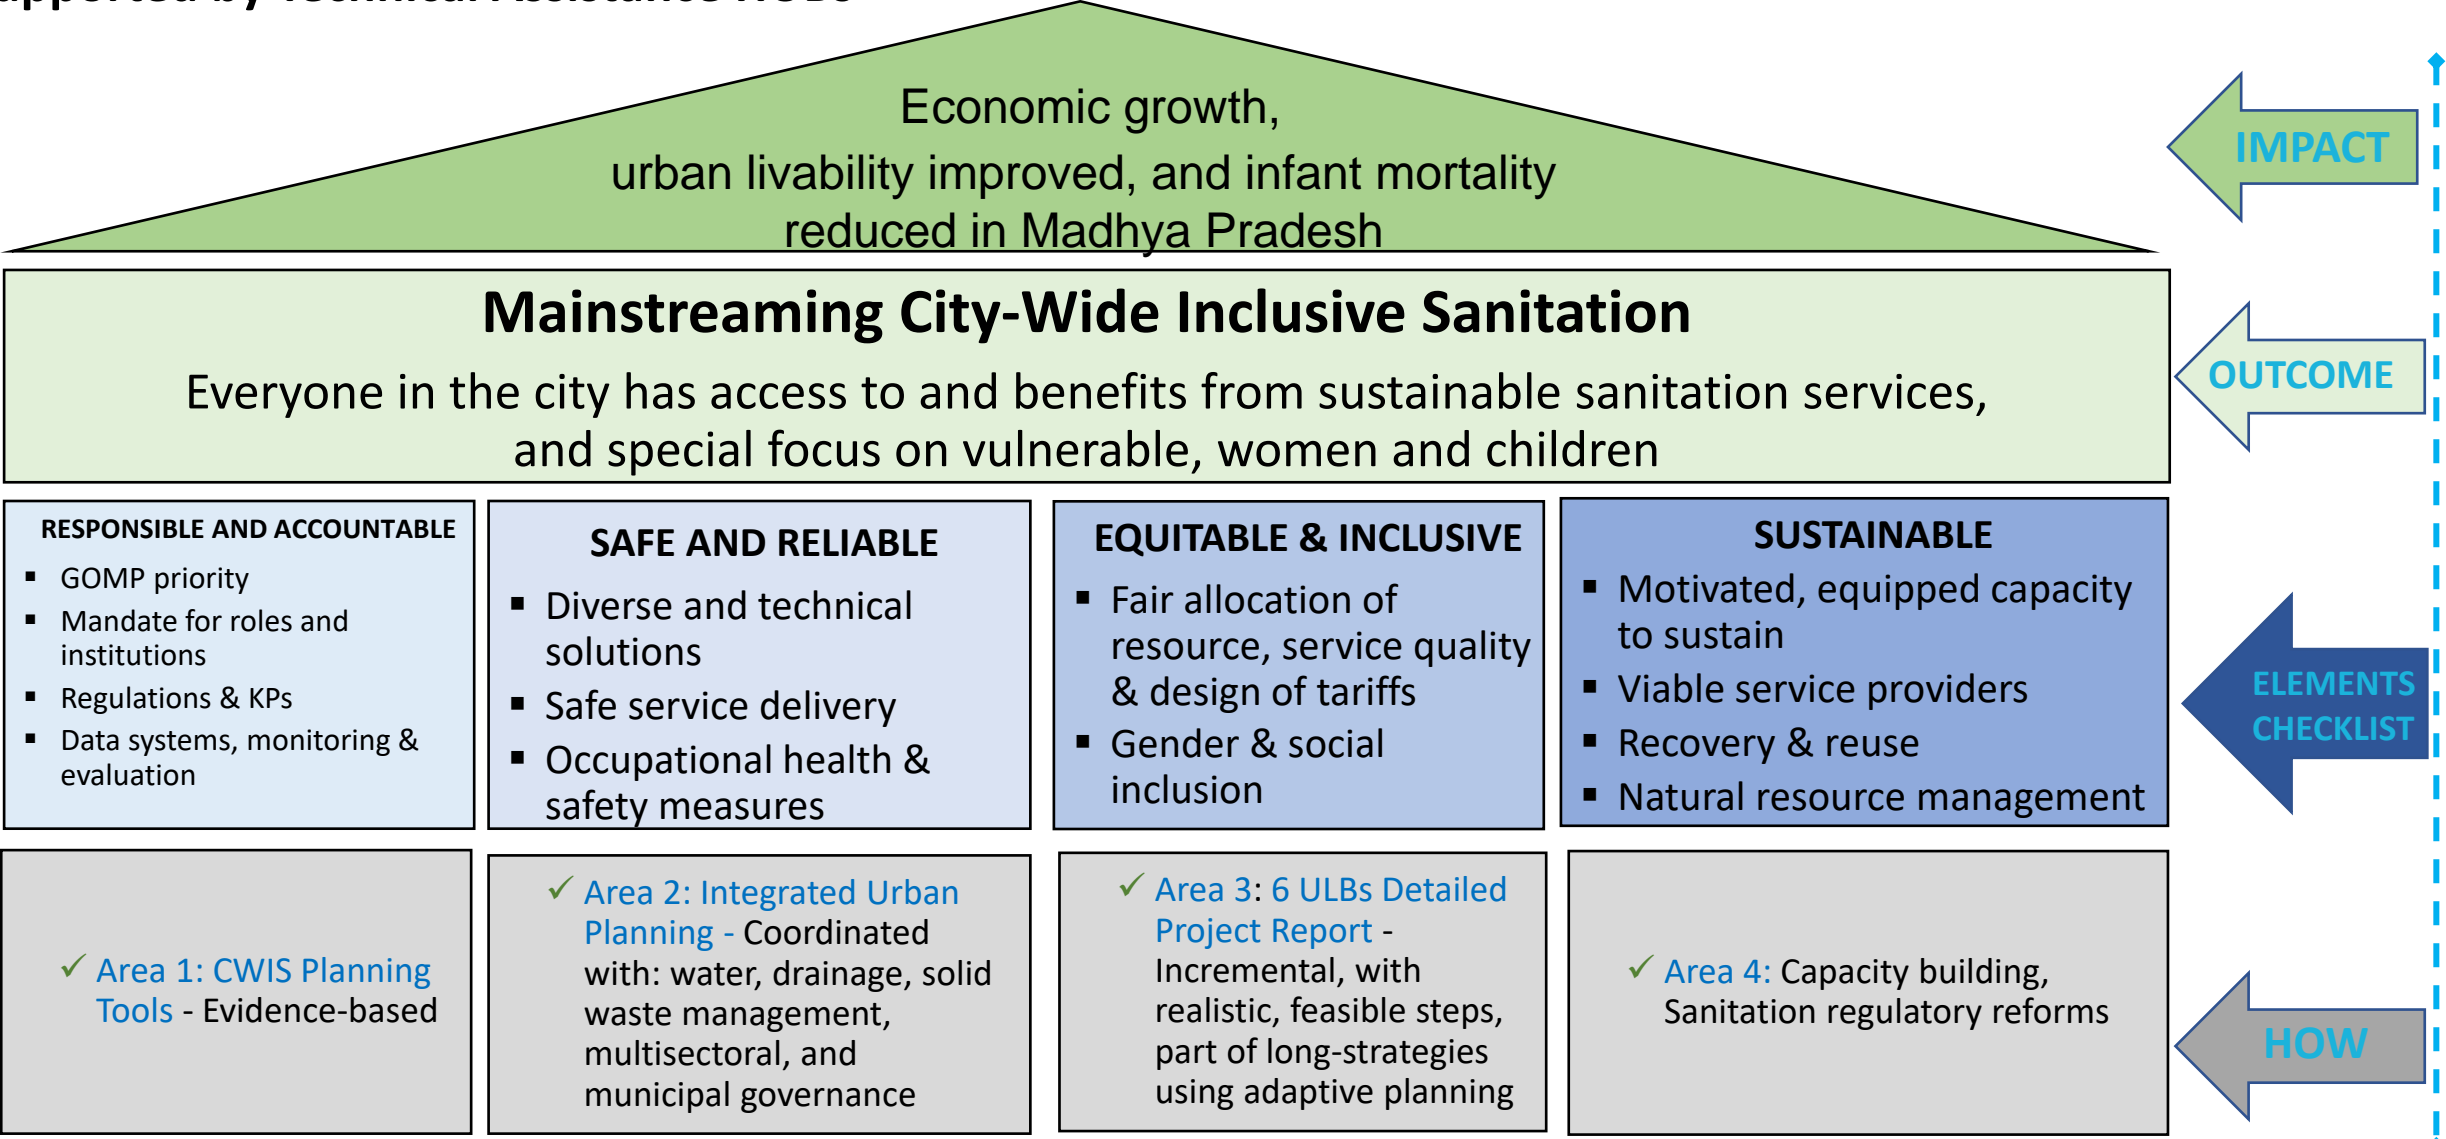 by Technical Assistance HUBs
Economic growth,
urban livability improved, and infant mortality
reduced in Madhya Pradesh
IMPACT
Mainstreaming City-Wide Inclusive Sanitation
Everyone in the city has access to and benefits from sustainable sanitation services,
and special focus on vulnerable, women and children
OUTCOME
RESPONSIBLE AND ACCOUNTABLE
▪ GOMP priority
▪ Mandate for roles and
institutions
▪ Regulations & KPs
▪ Data systems, monitoring &
evaluation
SAFE AND RELIABLE
▪ Diverse and technical
solutions
▪ Safe service delivery
▪ Occupational health &
safety measures
EQUITABLE & INCLUSIVE
▪ Fair allocation of
resource, service quality
& design of tariffs
▪ Gender & social
inclusion
SUSTAINABLE
▪ Motivated, equipped capacity
to sustain
▪ Viable service providers
▪ Recovery & reuse
▪ Natural resource management
ELEMENTS
CHECKLIST
✓ Area 1: CWIS Planning
Tools - Evidence-based
✓ Area 2: Integrated Urban
Planning - Coordinated
with: water, drainage, solid
waste management,
multisectoral, and
municipal governance
✓ Area 3: 6 ULBs Detailed
Project Report -
Incremental, with
realistic, feasible steps,
part of long-strategies
using adaptive planning
✓ Area 4: Capacity building,
Sanitation regulatory reforms
HOW